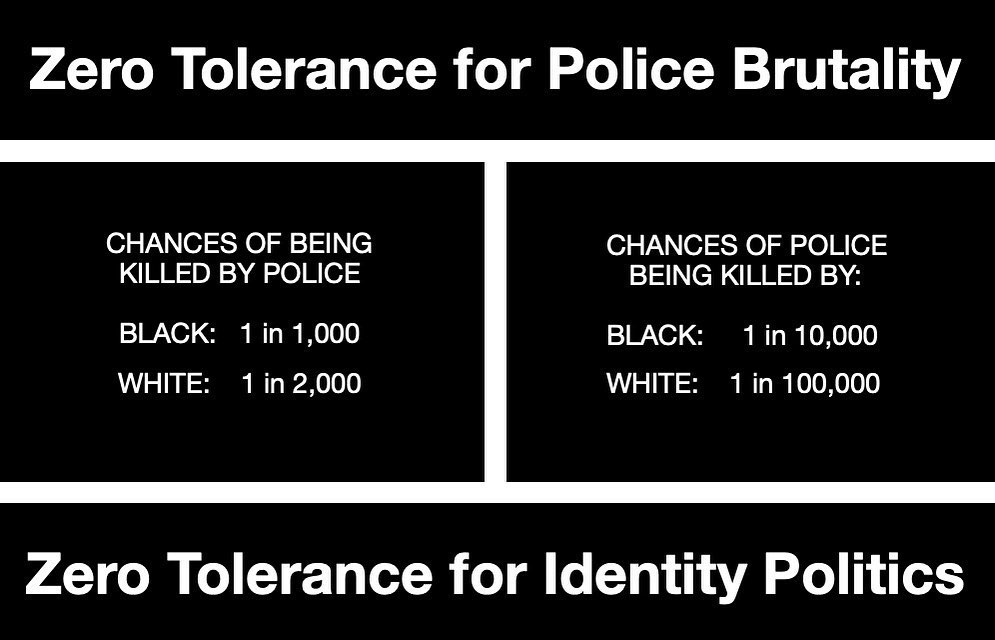 Zero Tolerance for Police Brutality
CHANCES OF BEING
KILLED BY POLICE
BLACK: 1 in 1,000
WHITE: 1 in 2,000
CHANCES OF POLICE
BEING KILLED BY:
BLACK: 1 in 10,000
WHITE: 1 in 100,000
Zero Tolerance for Identity Politics